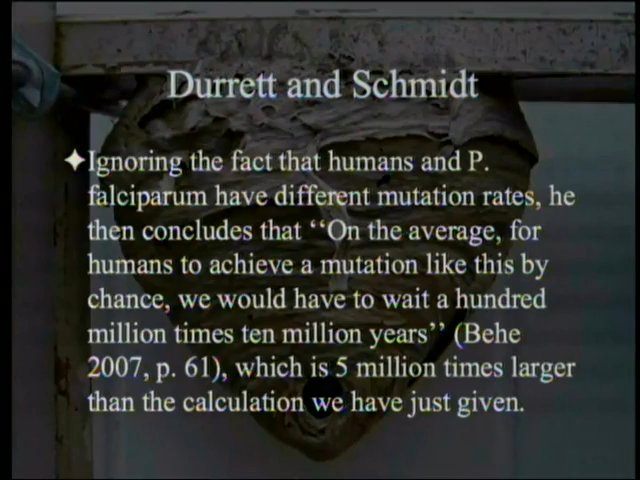 Durrett and Schmidt
Ignoring the fact that humans and P.
falciparum have different mutation rates, he
then concludes that ‘‘On the average, for
humans to achieve a mutation like this by
chance, we would have to wait a hundred
million times ten million years’’ (Behe
2007, p. 61), which is 5 million times larger
than the calculation we have just given.